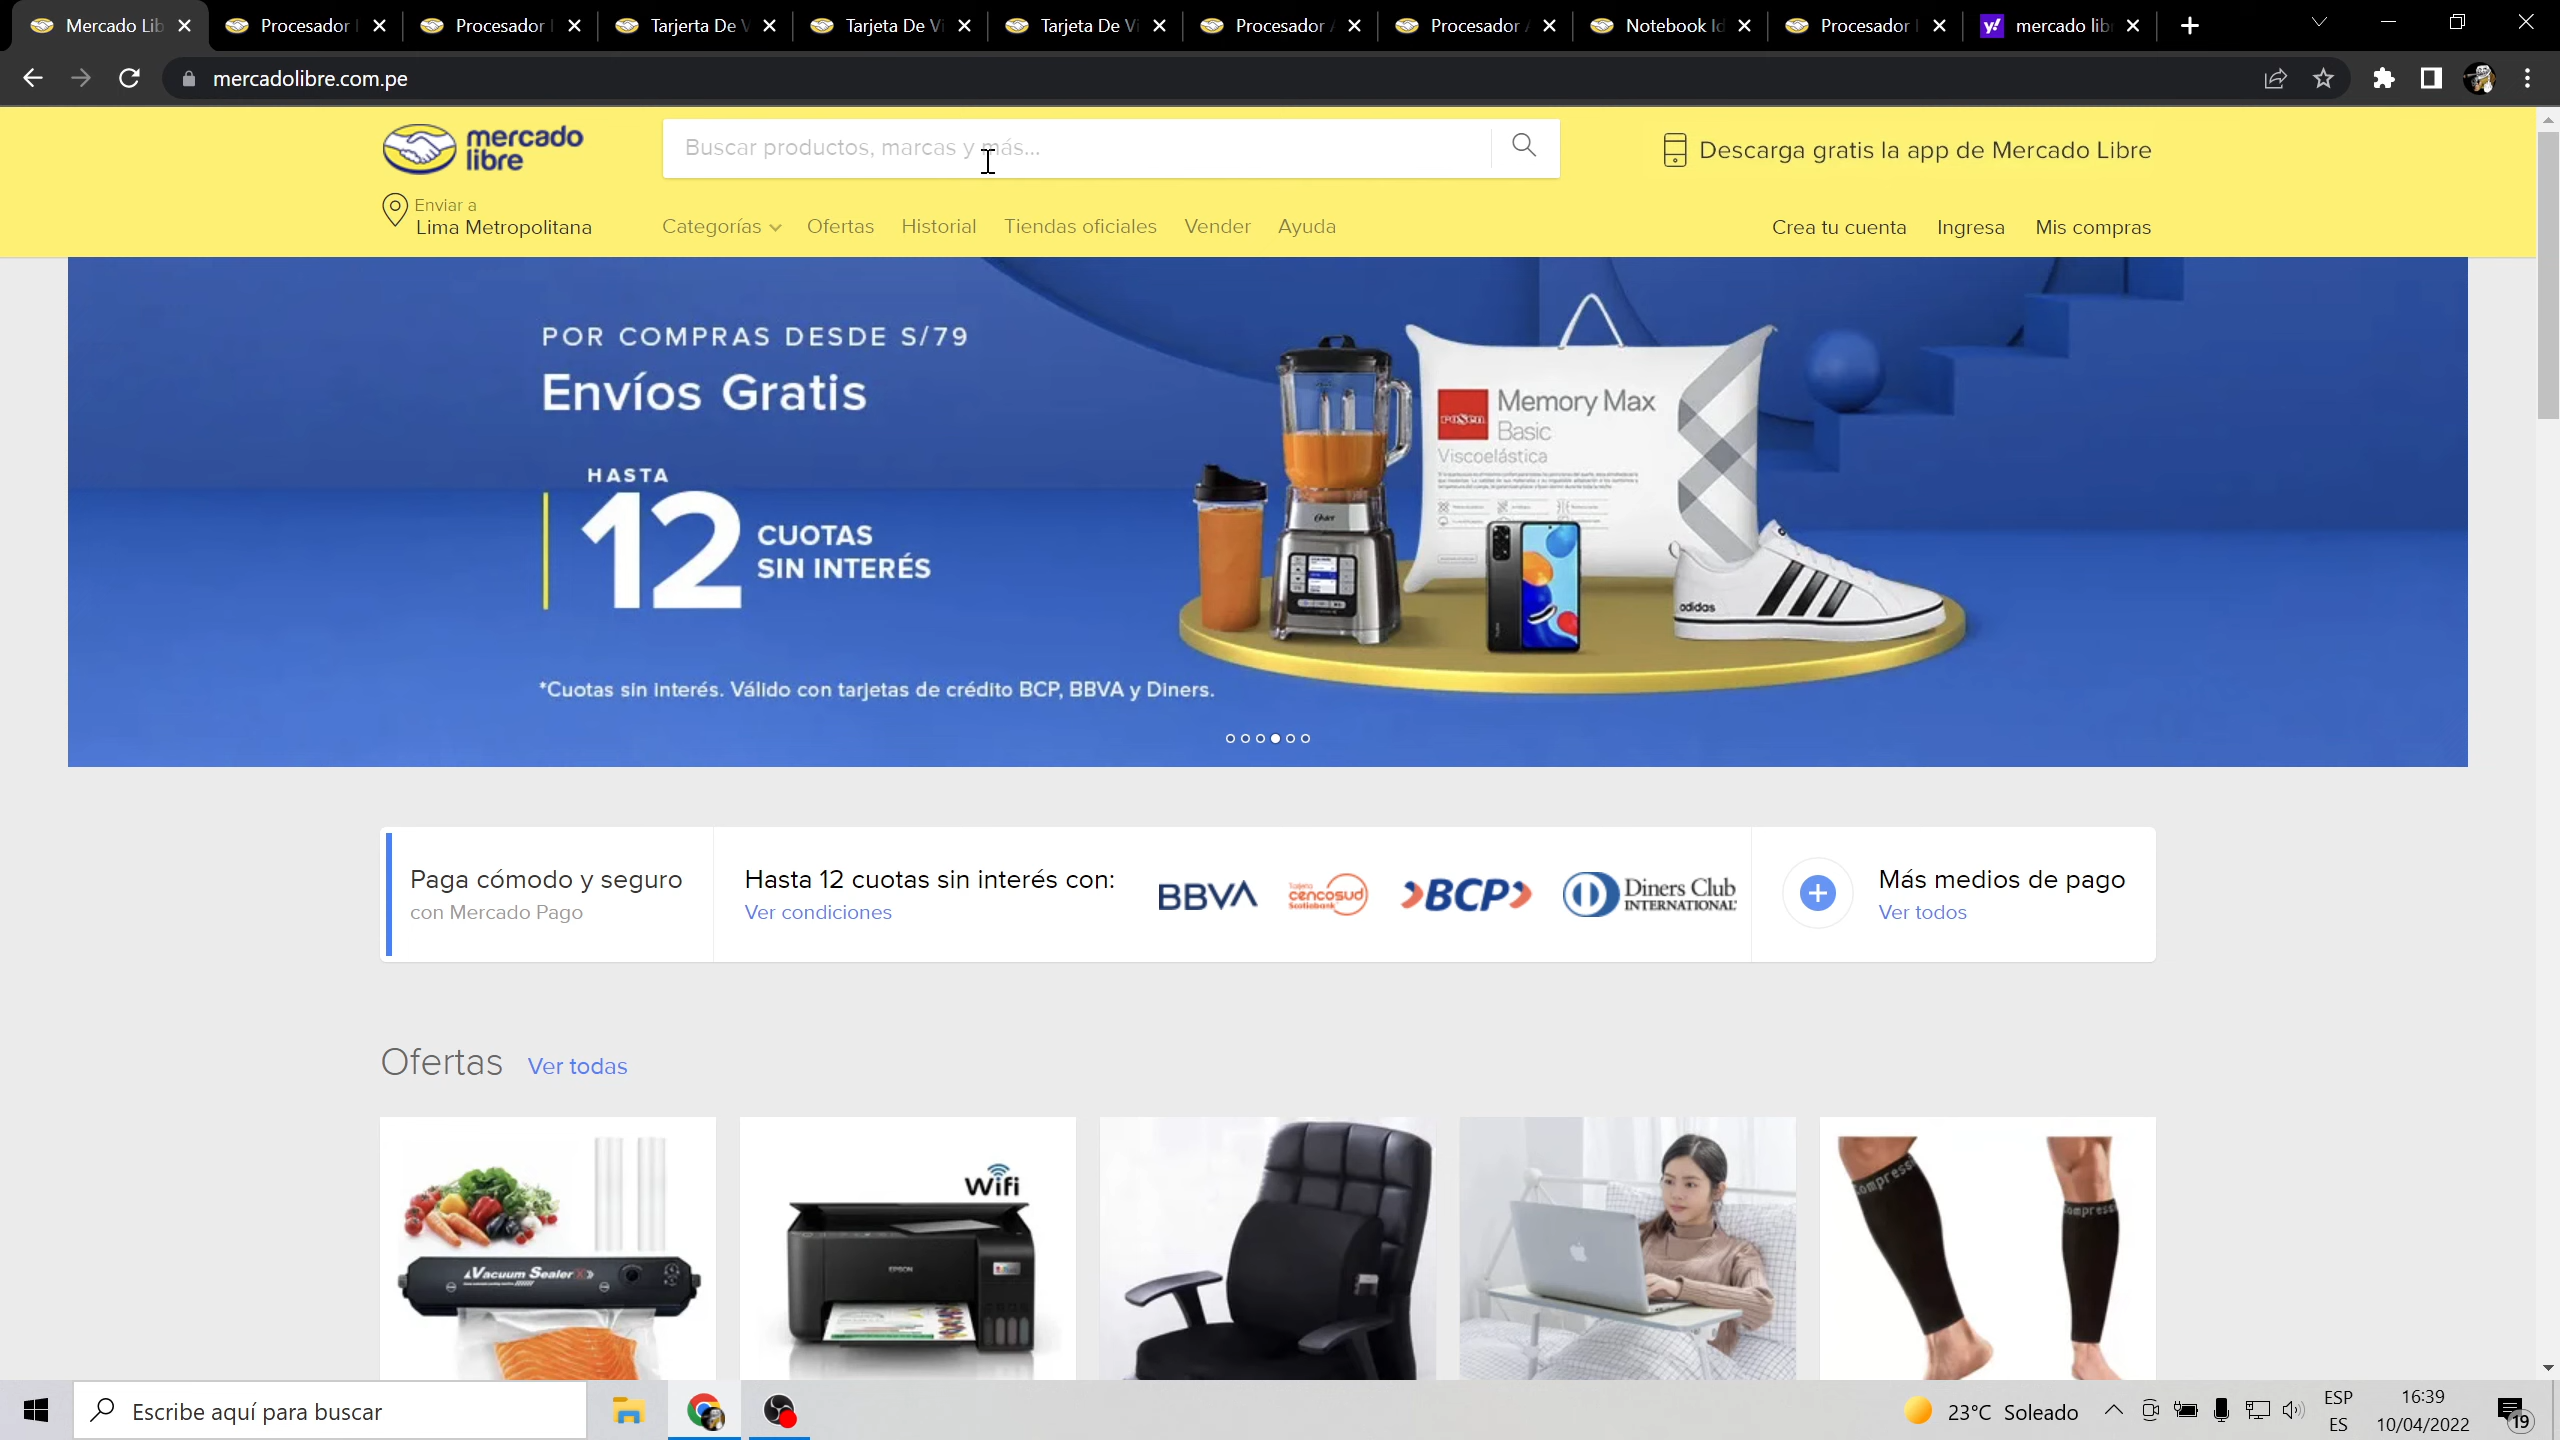 Mercado Lib
Procesador I
Procesador I
Tarjerta De V
Tarjeta De Vi
Tarjeta De Vi
Procesador A
Procesador A
Notebook Id
Procesador I
mercado lib
mercadolibre.com.pe
mercado
libre
Buscar productos, marcas y más...
Descarga gratis la app de Mercado Libre
Enviar a
Lima Metropolitana
Categorías Ofertas Historial Tiendas oficiales Vender Ayuda
Crea tu cuenta Ingresa Mis compras
POR COMPRAS DESDE S/79
Envíos Gratis
HASTA
12
CUOTAS
SIN INTERÉS
*Cuotas sin interés. Válido con tarjetas de crédito BCP, BBVA y Diners.
rosen
Memory Max
Basic
Viscoelástica
Oster
adidas
Paga cómodo y seguro
con Mercado Pago
Hasta 12 cuotas sin interés con:
Ver condiciones
BBVA
Tarjeta
cencosud
Scotiabank
BCP
Diners Club
INTERNATIONAL
Más medios de pago
Ver todos
Ofertas Ver todas
Vacuum Sealer
Wifi
EPSON
Compress
Compress
Escribe aquí para buscar
23°C Soleado
ESP
ES
16:39
10/04/2022
19